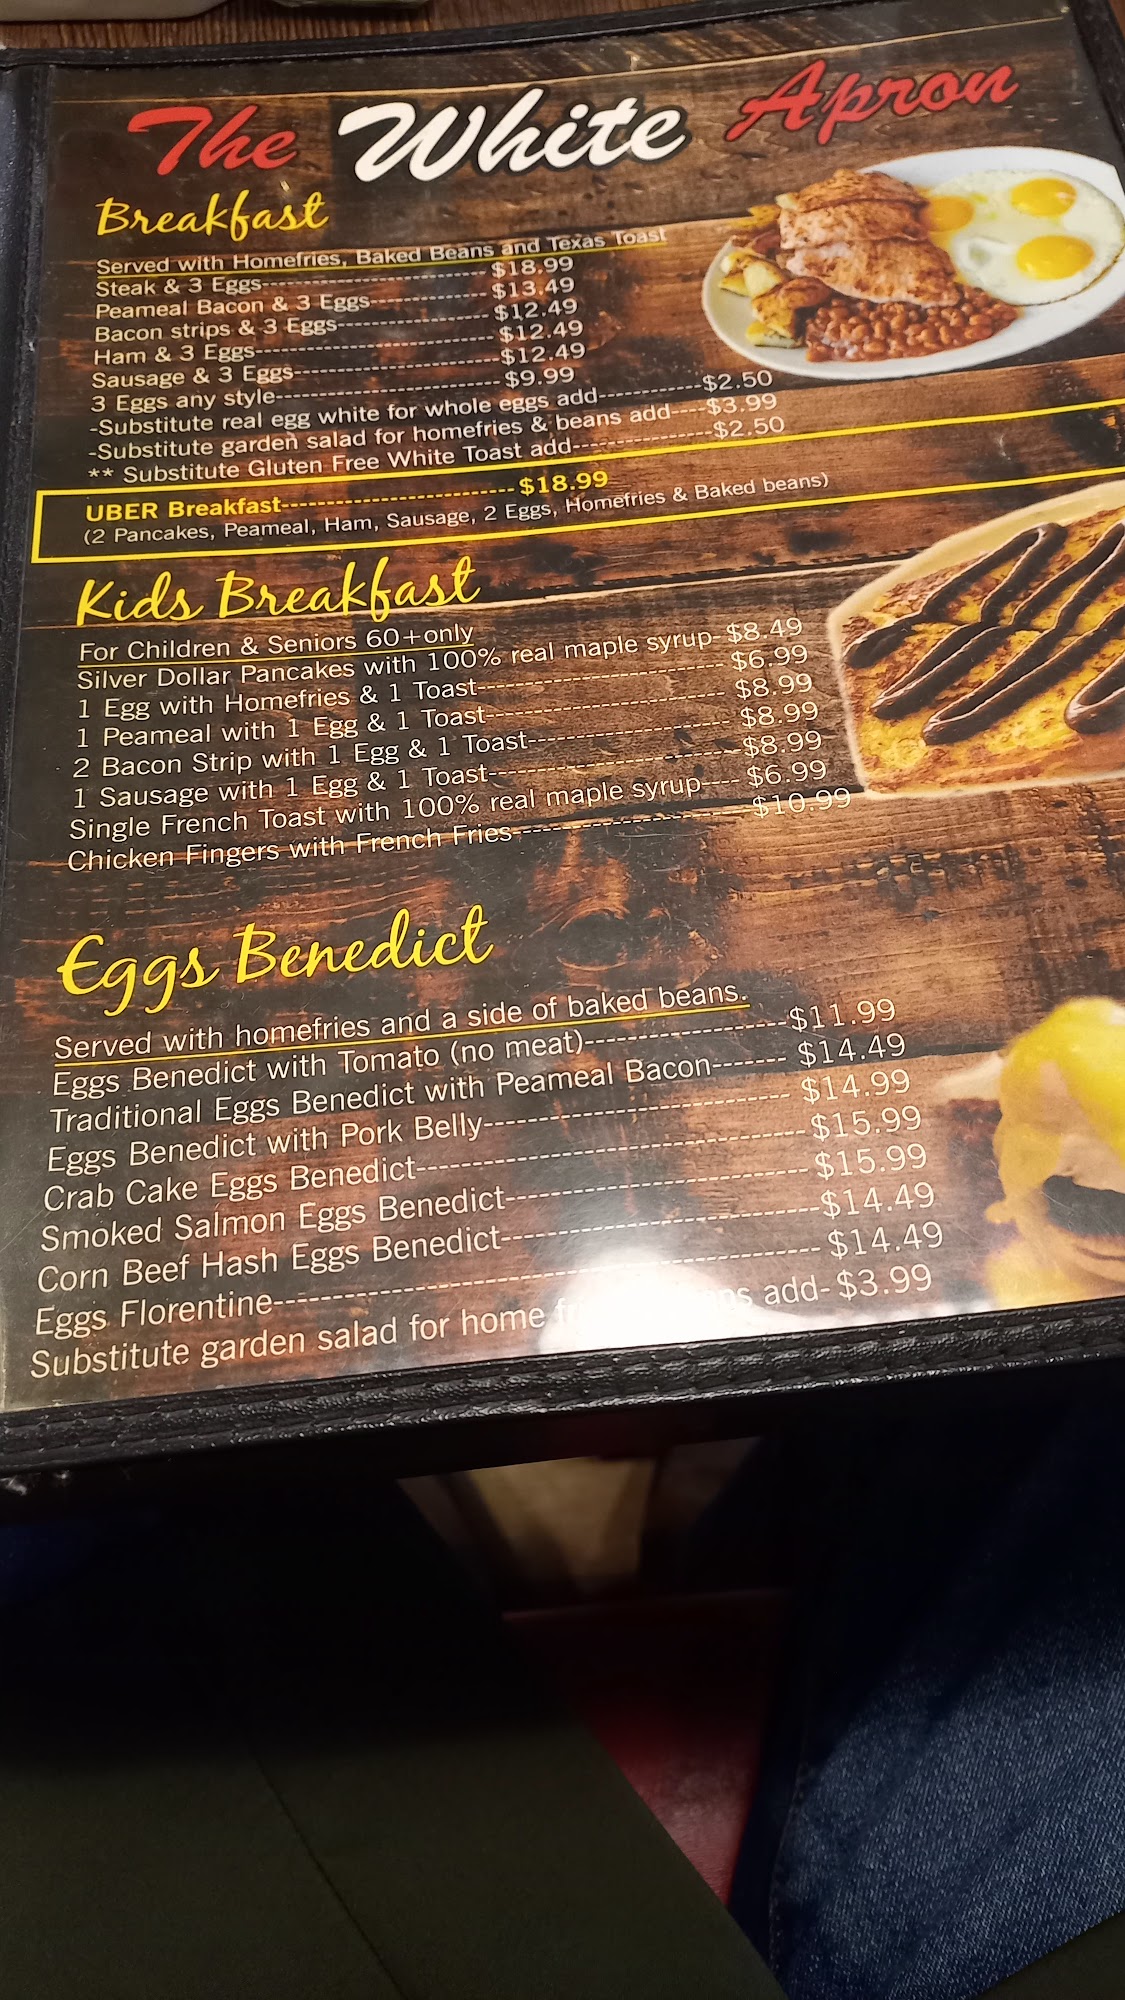 The White Apron
Breakfast
Served with Homefries, Baked Beans and Texas Toast
Steak & 3 Eggs------------------------$18.99
Peameal Bacon & 3 Eggs---------------$13.49
Bacon strips & 3 Eggs-----------------$12.49
Ham & 3 Eggs--------------------------$12.49
Sausage & 3 Eggs----------------------$12.49
3 Eggs any style------------------------$9.99
-Substitute real egg white for whole eggs add-----------$2.50
-Substitute garden salad for homefries & beans add----$3.99
** Substitute Gluten Free White Toast add---------------$2.50
UBER Breakfast--------------------------$18.99
(2 Pancakes, Peameal, Ham, Sausage, 2 Eggs, Homefries & Baked beans)
Kids Breakfast
For Children & Seniors 60+only
Silver Dollar Pancakes with 100% real maple syrup-$8.49
1 Egg with Homefries & 1 Toast------------------------$6.99
1 Peameal with 1 Egg & 1 Toast-----------------------$8.99
2 Bacon Strip with 1 Egg & 1 Toast-------------------$8.99
1 Sausage with 1 Egg & 1 Toast-----------------------$8.99
Single French Toast with 100% real maple syrup----$6.99
Chicken Fingers with French Fries---------------------$10.99
Eggs Benedict
Served with homefries and a side of baked beans.
Eggs Benedict with Tomato (no meat)------------------$11.99
Traditional Eggs Benedict with Peameal Bacon-------$14.49
Eggs Benedict with Pork Belly---------------------------$14.99
Crab Cake Eggs Benedict----------------------------------$15.99
Smoked Salmon Eggs Benedict--------------------------$15.99
Corn Beef Hash Eggs Benedict---------------------------$14.49
Eggs Florentine-----------------------------------------------$14.49
Substitute garden salad for home add-$3.99